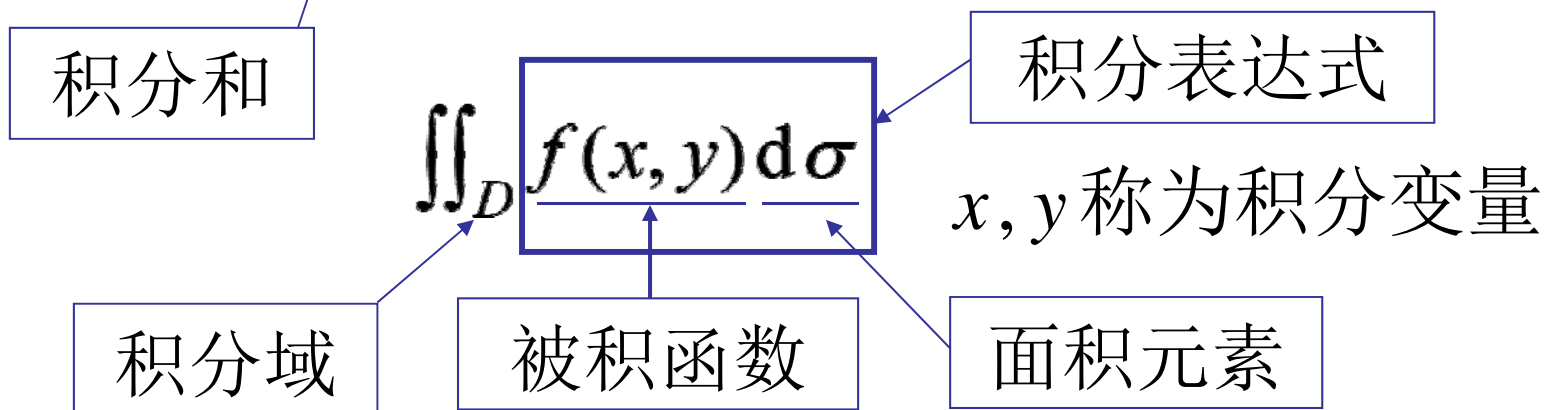 积分和
积分表达式
∬_D f(x, y) dσ
x, y 称为积分变量
积分域
被积函数
面积元素